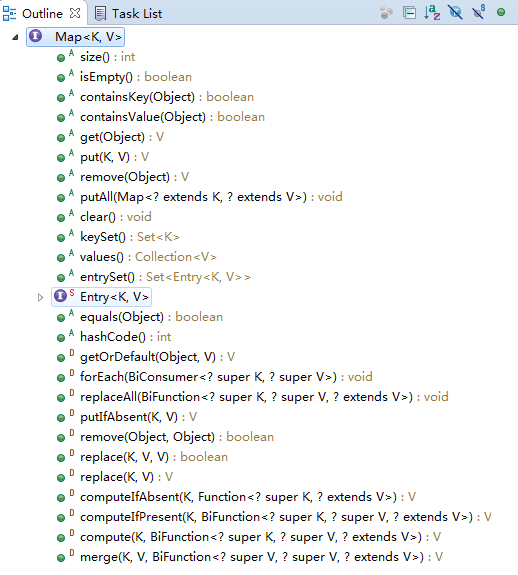 Outline Task List
I Map<K, V>
A size() : int
A isEmpty() : boolean
A containsKey(Object) : boolean
A containsValue(Object) : boolean
A get(Object) : V
A put(K, V) : V
A remove(Object) : V
A putAll(Map<? extends K, ? extends V>) : void
A clear() : void
A keySet() : Set<K>
A values() : Collection<V>
A entrySet() : Set<Entry<K, V>>
I S Entry<K, V>
A equals(Object) : boolean
A hashCode() : int
D getOrDefault(Object, V) : V
D forEach(BiConsumer<? super K, ? super V>) : void
D replaceAll(BiFunction<? super K, ? super V, ? extends V>) : void
D putIfAbsent(K, V) : V
D remove(Object, Object) : boolean
D replace(K, V, V) : boolean
D replace(K, V) : V
D computeIfAbsent(K, Function<? super K, ? extends V>) : V
D computeIfPresent(K, BiFunction<? super K, ? super V, ? extends V>) : V
D compute(K, BiFunction<? super K, ? super V, ? extends V>) : V
D merge(K, V, BiFunction<? super V, ? super V, ? extends V>) : V